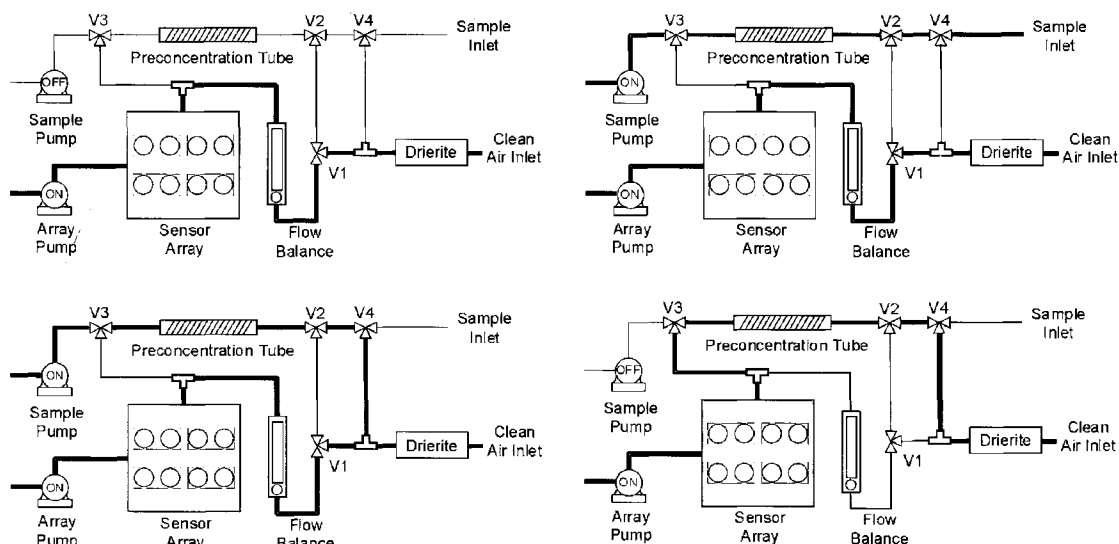 V3
V2
V4
Sample
Inlet
Preconcentration Tube
OFF
Sample
Pump
Clean
Air Inlet
Drierite
V1
ON
Array
Pump
Sensor
Array
Flow
Balance
V3
V2
V4
Sample
Inlet
Preconcentration Tube
ON
Sample
Pump
Clean
Air Inlet
Drierite
V1
ON
Array
Pump
Sensor
Array
Flow
Balance
V3
V2
V4
Sample
Inlet
Preconcentration Tube
ON
Sample
Pump
Clean
Air Inlet
Drierite
V1
ON
Array
Pump
Sensor
Array
Flow
Balance
V3
V2
V4
Sample
Inlet
Preconcentration Tube
OFF
Sample
Pump
Clean
Air Inlet
Drierite
V1
ON
Array
Pump
Sensor
Array
Flow
Balance